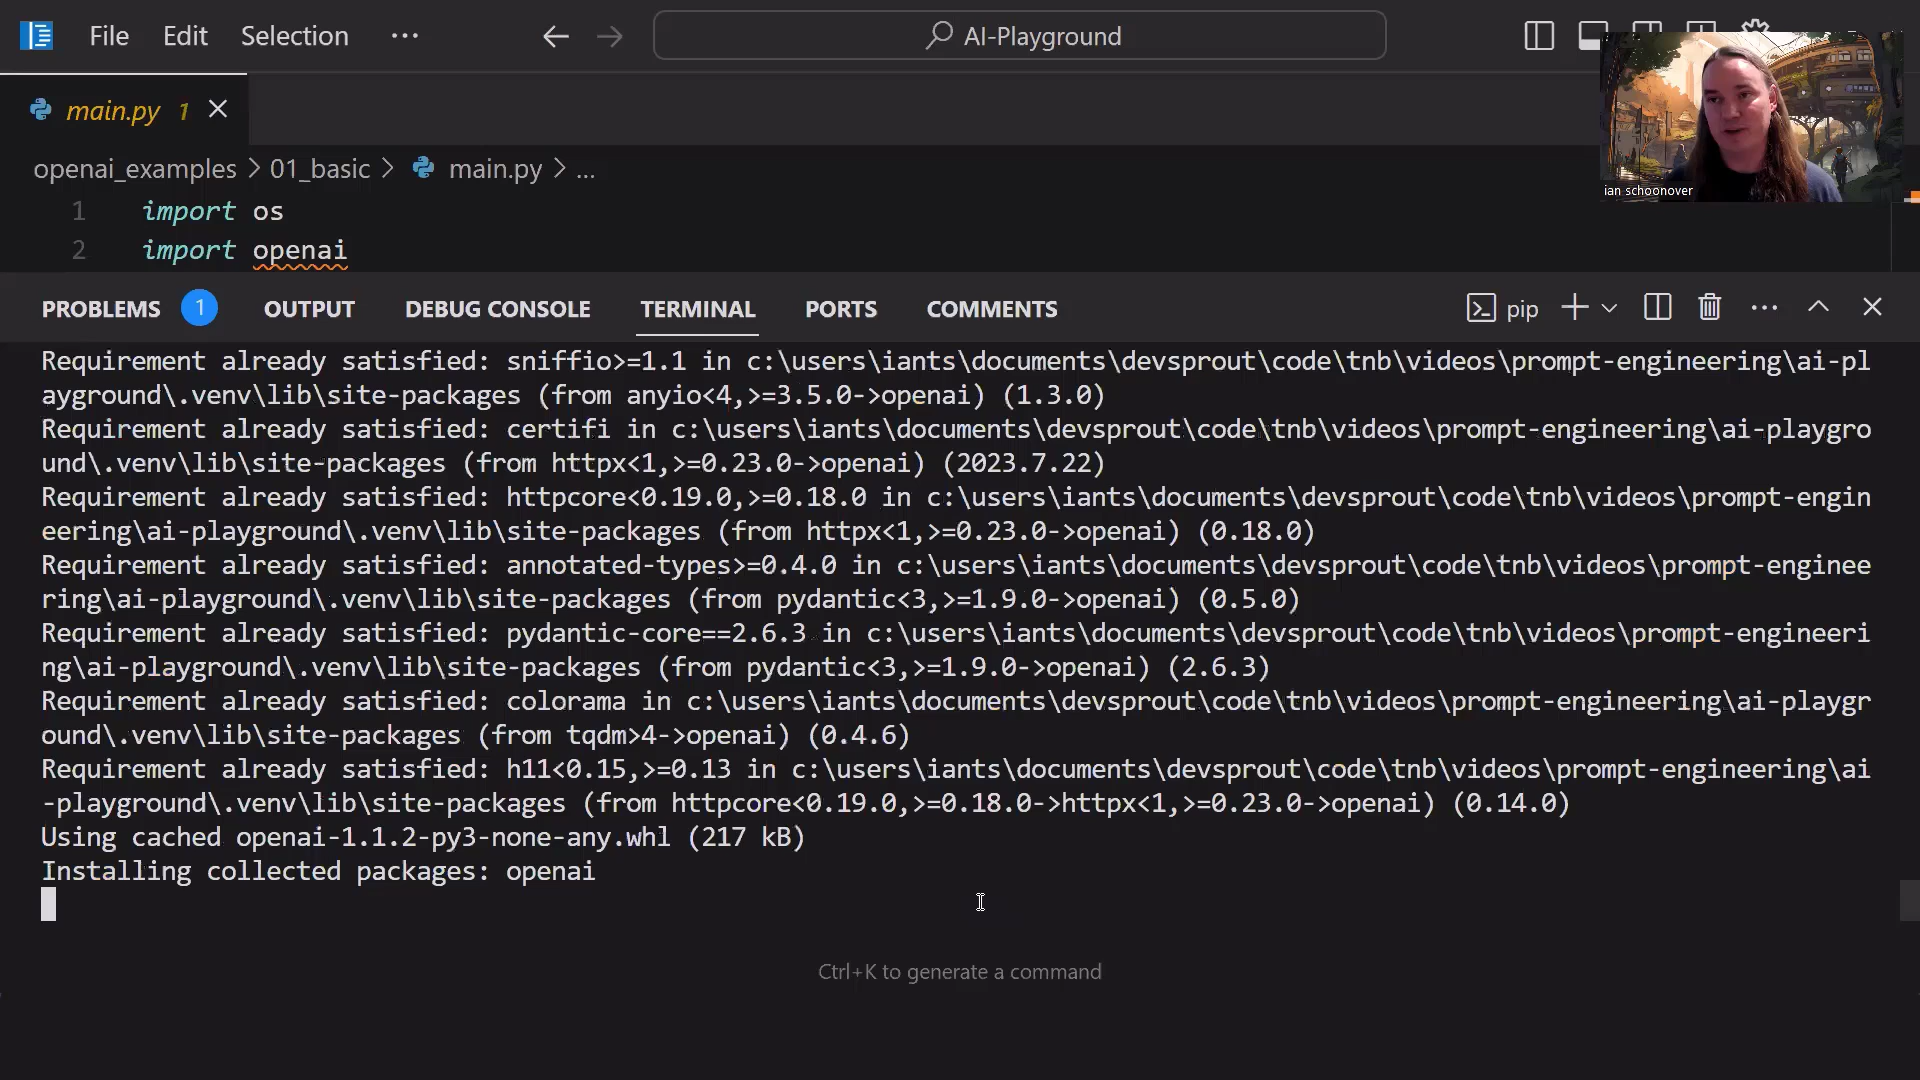 File Edit Selection ··· AI-Playground
main.py 1
openai_examples > 01_basic > main.py > ...
ian schoonover
1 import os
2 import openai
PROBLEMS 1 OUTPUT DEBUG CONSOLE TERMINAL PORTS COMMENTS pip
Requirement already satisfied: sniffio>=1.1 in c:\users\iants\documents\devsprout\code\tnb\videos\prompt-engineering\ai-pl
ayground\.venv\lib\site-packages (from anyio<4,>=3.5.0->openai) (1.3.0)
Requirement already satisfied: certifi in c:\users\iants\documents\devsprout\code\tnb\videos\prompt-engineering\ai-playgro
und\.venv\lib\site-packages (from httpx<1,>=0.23.0->openai) (2023.7.22)
Requirement already satisfied: httpcore<0.19.0,>=0.18.0 in c:\users\iants\documents\devsprout\code\tnb\videos\prompt-engin
eering\ai-playground\.venv\lib\site-packages (from httpx<1,>=0.23.0->openai) (0.18.0)
Requirement already satisfied: annotated-types>=0.4.0 in c:\users\iants\documents\devsprout\code\tnb\videos\prompt-enginee
ring\ai-playground\.venv\lib\site-packages (from pydantic<3,>=1.9.0->openai) (0.5.0)
Requirement already satisfied: pydantic-core==2.6.3 in c:\users\iants\documents\devsprout\code\tnb\videos\prompt-engineeri
ng\ai-playground\.venv\lib\site-packages (from pydantic<3,>=1.9.0->openai) (2.6.3)
Requirement already satisfied: colorama in c:\users\iants\documents\devsprout\code\tnb\videos\prompt-engineering\ai-playgr
ound\.venv\lib\site-packages (from tqdm>4->openai) (0.4.6)
Requirement already satisfied: h11<0.15,>=0.13 in c:\users\iants\documents\devsprout\code\tnb\videos\prompt-engineering\ai
-playground\.venv\lib\site-packages (from httpcore<0.19.0,>=0.18.0->httpx<1,>=0.23.0->openai) (0.14.0)
Using cached openai-1.1.2-py3-none-any.whl (217 kB)
Installing collected packages: openai
Ctrl+K to generate a command